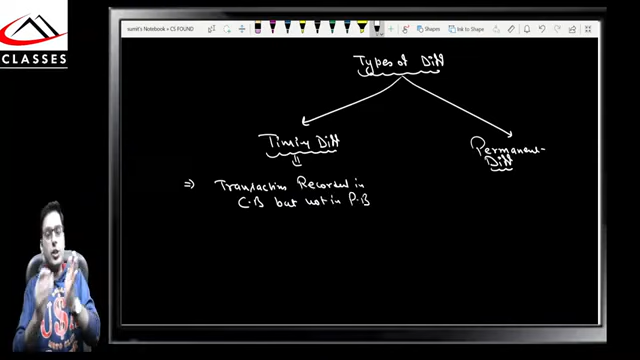 CLASSES
sumit's Notebook » CS FOUND
Shapes
Ink to Shape
Types of Diff
Timing Diff
Permanent
Diff
=> Transaction Recorded in
C.B but not in P.B